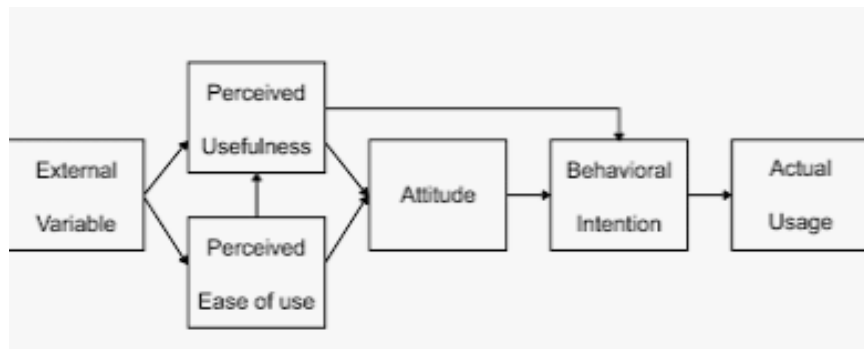 External
Variable
Perceived
Usefulness
Perceived
Ease of use
Attitude
Behavioral
Intention
Actual
Usage